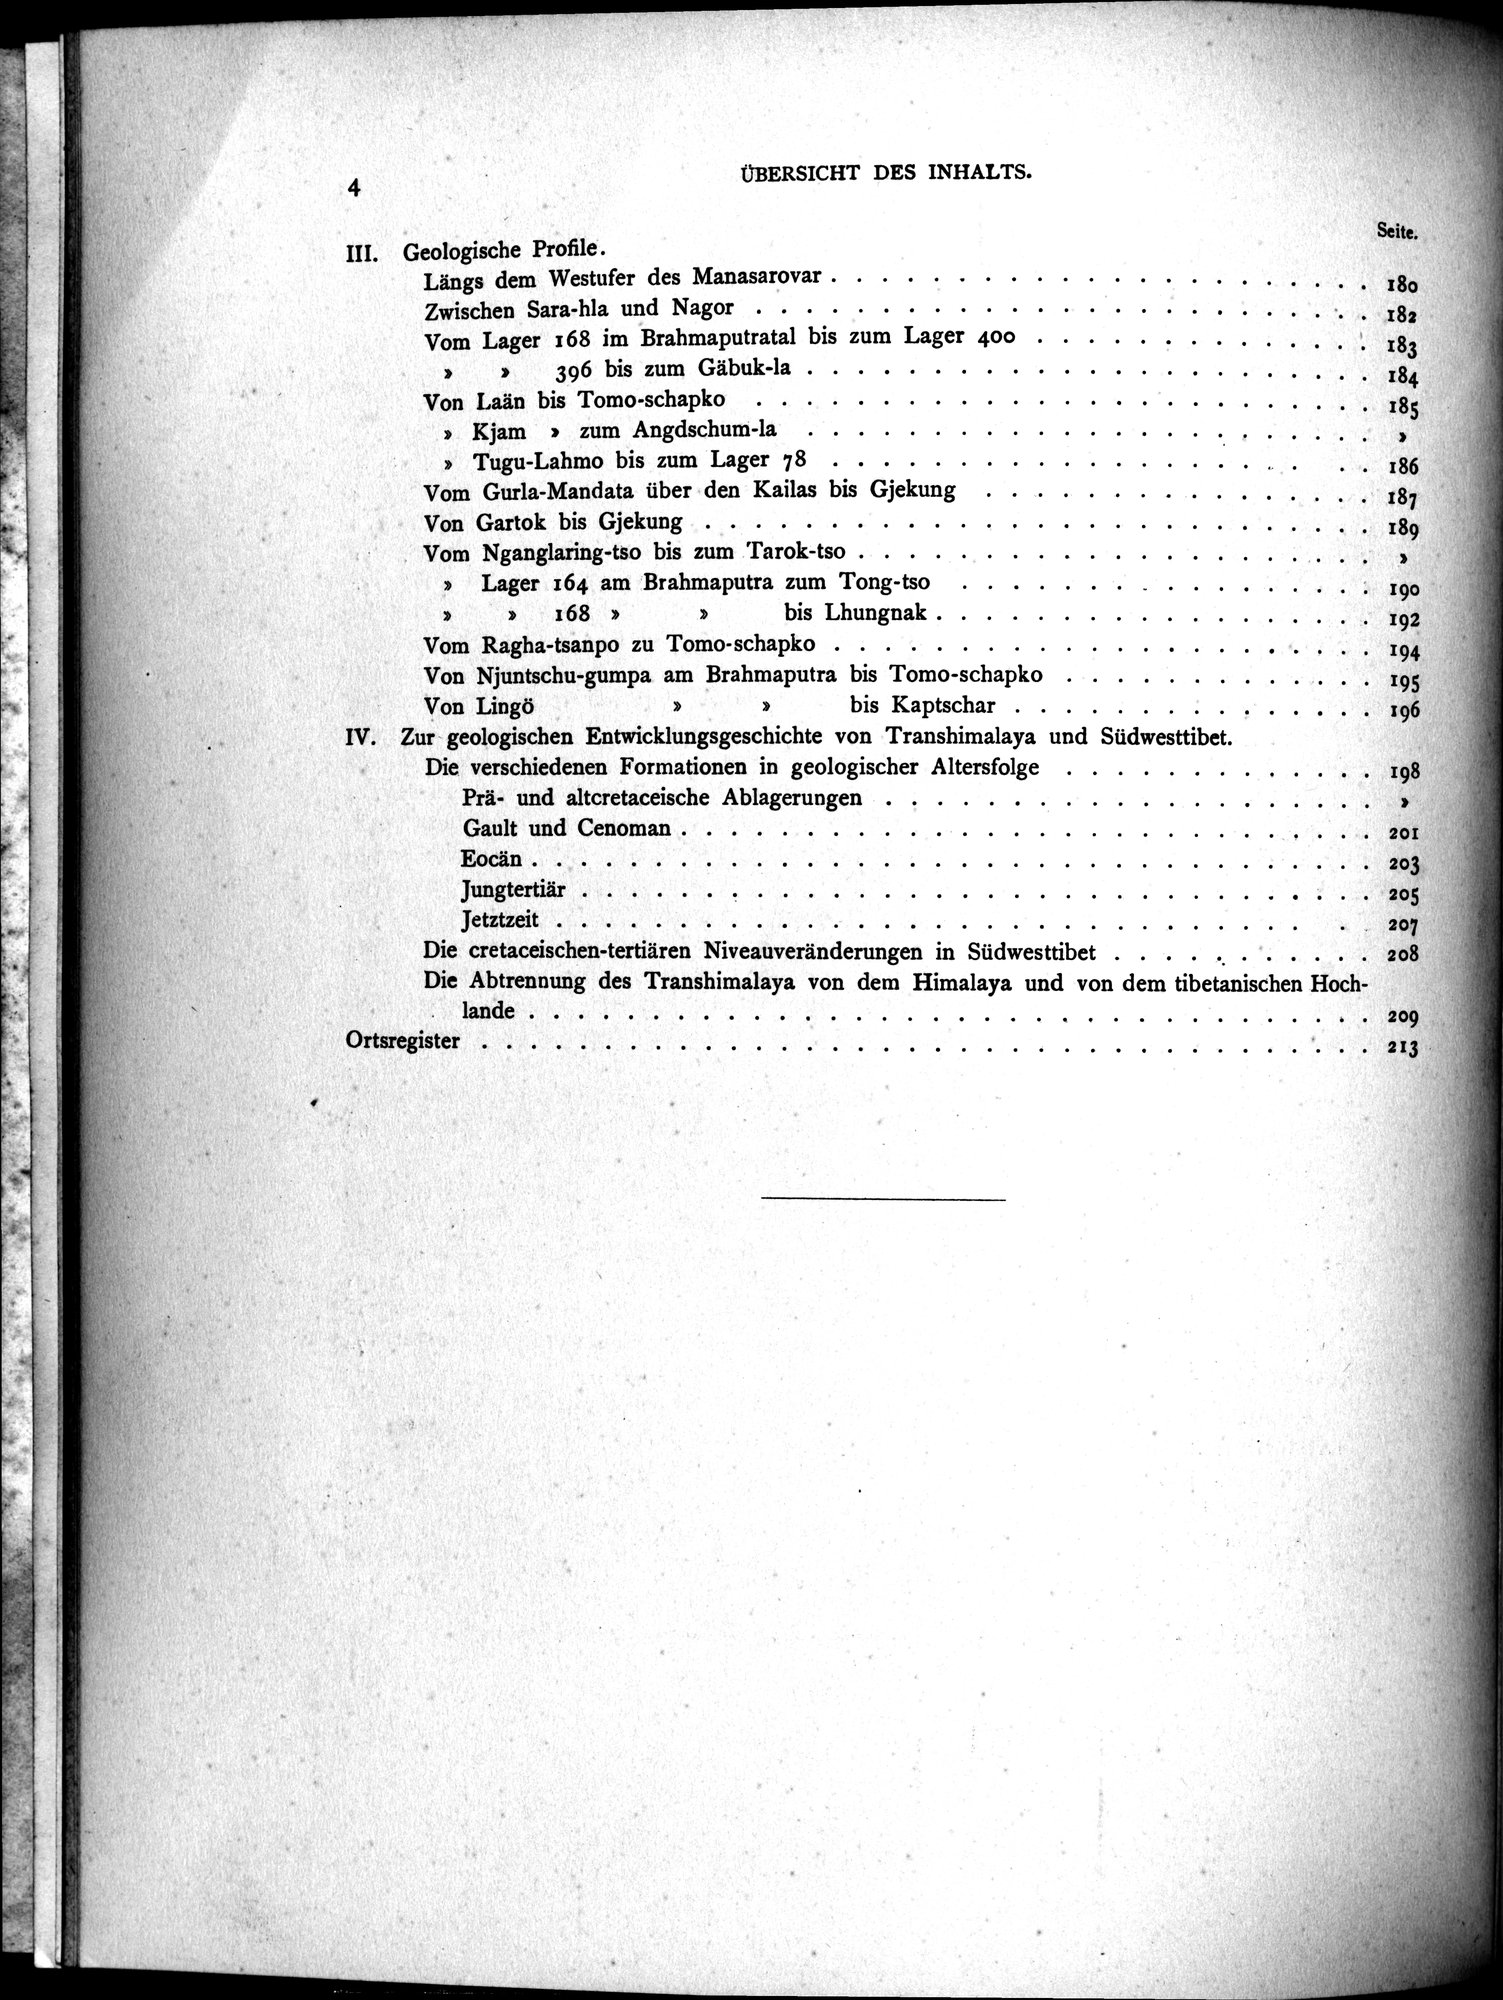 4
ÜBERSICHT DES INHALTS.
Seite.
III. Geologische Profile.
Längs dem Westufer des Manasarovar . . . . . . . . . . . . . . . . . . . . . . 180
Zwischen Sara-hla und Nagor . . . . . . . . . . . . . . . . . . . . . . . . . 182
Vom Lager 168 im Brahmaputratal bis zum Lager 400 . . . . . . . . . . . . . . 183
» » 396 bis zum Gäbuk-la . . . . . . . . . . . . . . . . . . . . . . . 184
Von Laän bis Tomo-schapko . . . . . . . . . . . . . . . . . . . . . . . . . 185
» Kjam » zum Angdschum-la . . . . . . . . . . . . . . . . . . . . . . . »
» Tugu-Lahmo bis zum Lager 78 . . . . . . . . . . . . . . . . . . . . . 186
Vom Gurla-Mandata über den Kailas bis Gjekung . . . . . . . . . . . . . . . . 187
Von Gartok bis Gjekung . . . . . . . . . . . . . . . . . . . . . . . . . . . 189
Vom Nganglaring-tso bis zum Tarok-tso . . . . . . . . . . . . . . . . . . . . . »
» Lager 164 am Brahmaputra zum Tong-tso . . . . . . . . . . . . . . . . . 190
» » 168 » » bis Lhungnak . . . . . . . . . . . . . . . . . . 192
Vom Ragha-tsanpo zu Tomo-schapko . . . . . . . . . . . . . . . . . . . . . . 194
Von Njuntschu-gumpa am Brahmaputra bis Tomo-schapko . . . . . . . . . . . . . 195
Von Lingö » » bis Kaptschar . . . . . . . . . . . . . . . 196
IV. Zur geologischen Entwicklungsgeschichte von Transhimalaya und Südwesttibet.
Die verschiedenen Formationen in geologischer Altersfolge . . . . . . . . . . . . . 198
Prä- und altcretaceische Ablagerungen . . . . . . . . . . . . . . . . . . . . »
Gault und Cenoman . . . . . . . . . . . . . . . . . . . . . . . . . . . . 201
Eocän . . . . . . . . . . . . . . . . . . . . . . . . . . . . . . . . . . 203
Jungtertiär . . . . . . . . . . . . . . . . . . . . . . . . . . . . . . . . 205
Jetztzeit . . . . . . . . . . . . . . . . . . . . . . . . . . . . . . . . 207
Die cretaceischen-tertiären Niveauveränderungen in Südwesttibet . . . . . . . . . . . 208
Die Abtrennung des Transhimalaya von dem Himalaya und von dem tibetanischen Hoch-
lande . . . . . . . . . . . . . . . . . . . . . . . . . . . . . . . . . . 209
Ortsregister . . . . . . . . . . . . . . . . . . . . . . . . . . . . . . . . . . . 213